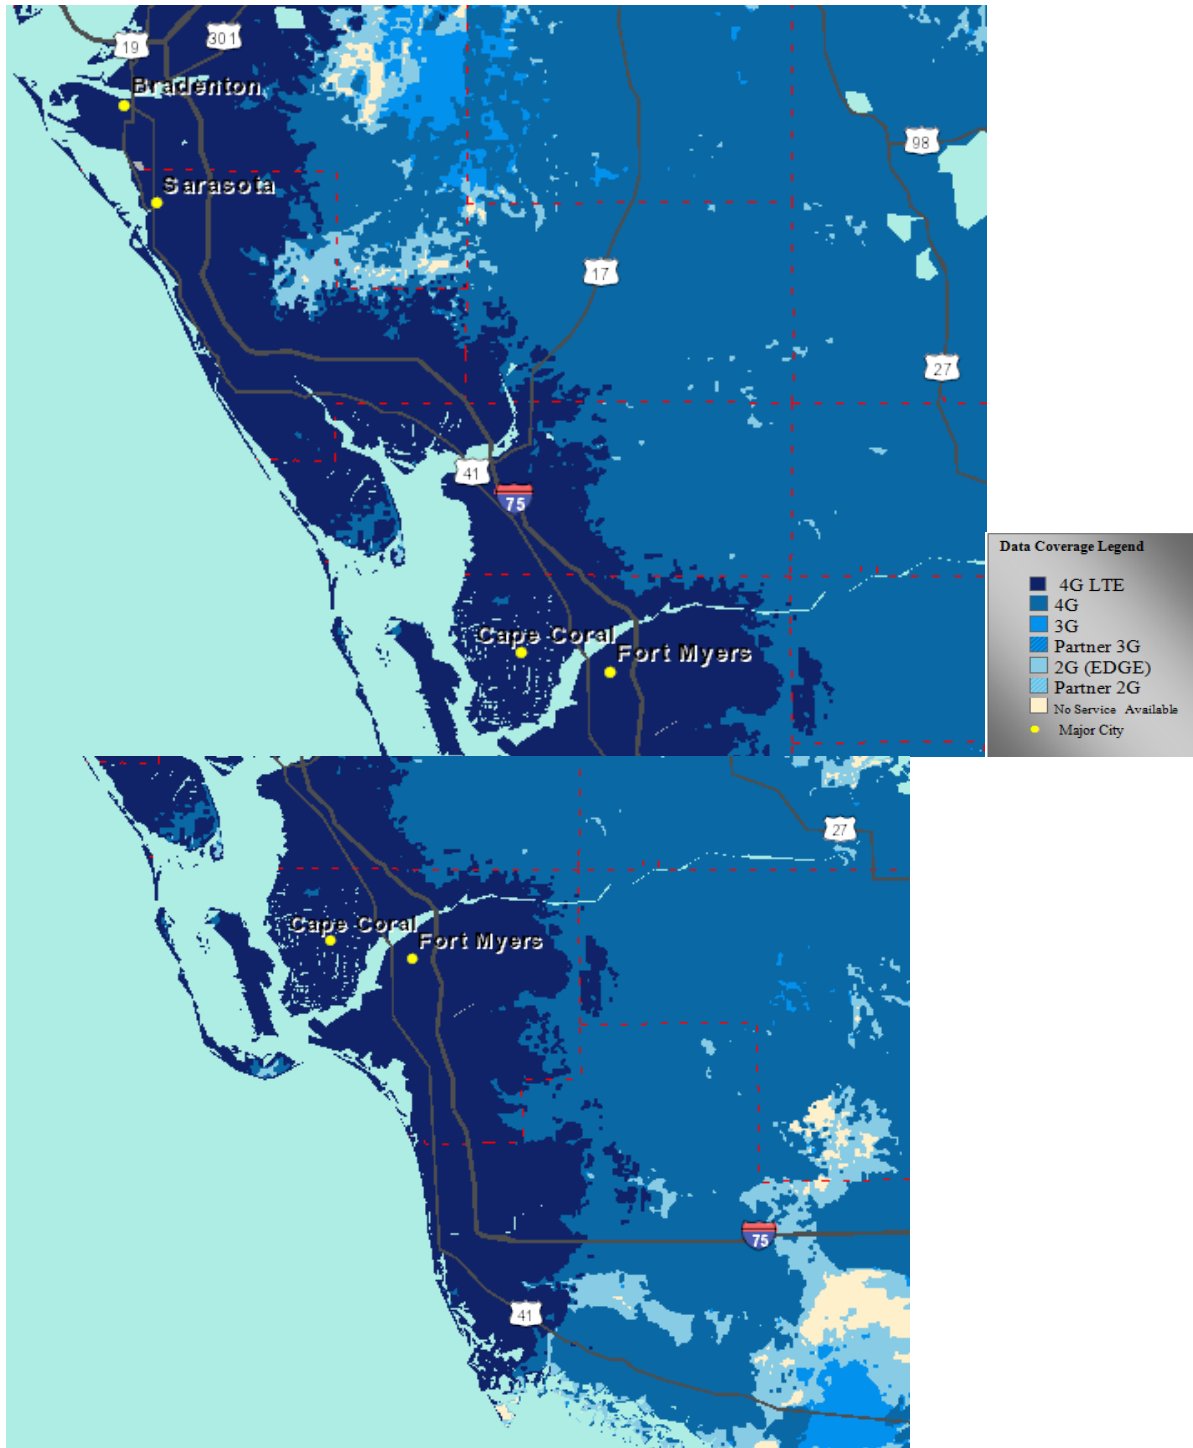 19
301
Bradenton
98
Sarasota
17
27
41
75
Data Coverage Legend
4G LTE
4G
3G
Partner 3G
2G (EDGE)
Partner 2G
No Service Available
Major City
Cape Coral
Fort Myers
27
Cape Coral
Fort Myers
75
41